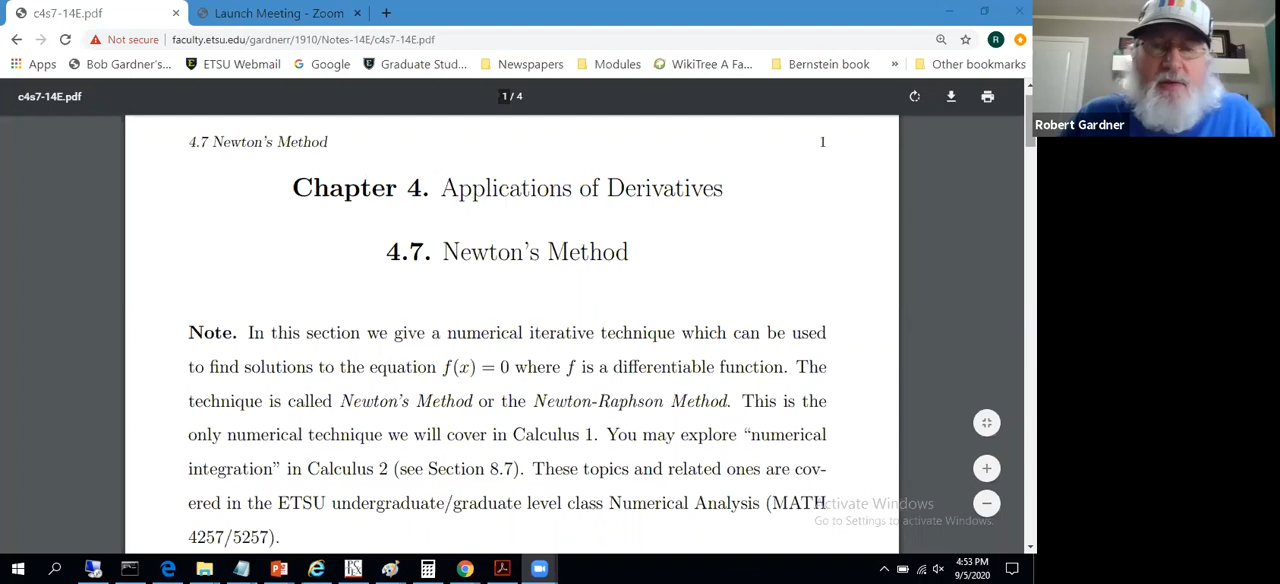 c4s7-14E.pdf
Launch Meeting - Zoom
Not secure
faculty.etsu.edu/gardnerr/1910/Notes-14E/c4s7-14E.pdf
R
Apps
Bob Gardner's...
ETSU Webmail
Google
Graduate Stud...
Newspapers
Modules
WikiTree A Fa...
Bernstein book
»
Other bookmarks
c4s7-14E.pdf
1 / 4
Robert Gardner
4.7 Newton's Method 1
Chapter 4. Applications of Derivatives
4.7. Newton's Method
Note. In this section we give a numerical iterative technique which can be used
to find solutions to the equation f(x) = 0 where f is a differentiable function. The
technique is called Newton's Method or the Newton-Raphson Method. This is the
only numerical technique we will cover in Calculus 1. You may explore “numerical
integration” in Calculus 2 (see Section 8.7). These topics and related ones are cov-
ered in the ETSU undergraduate/graduate level class Numerical Analysis (MATH
4257/5257).
Activate Windows
Go to Settings to activate Windows.
4:53 PM
9/5/2020